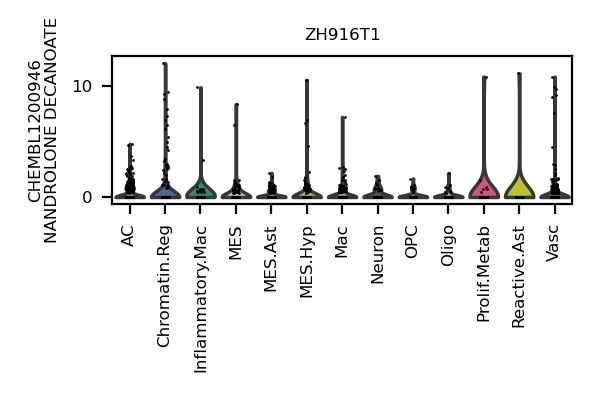 ZH916T1
CHEMBL1200946
NANDROLONE DECANOATE
10
0
AC
Chromatin.Reg
Inflammatory.Mac
MES
MES.Ast
MES.Hyp
Mac
Neuron
OPC
Oligo
Prolif.Metab
Reactive.Ast
Vasc